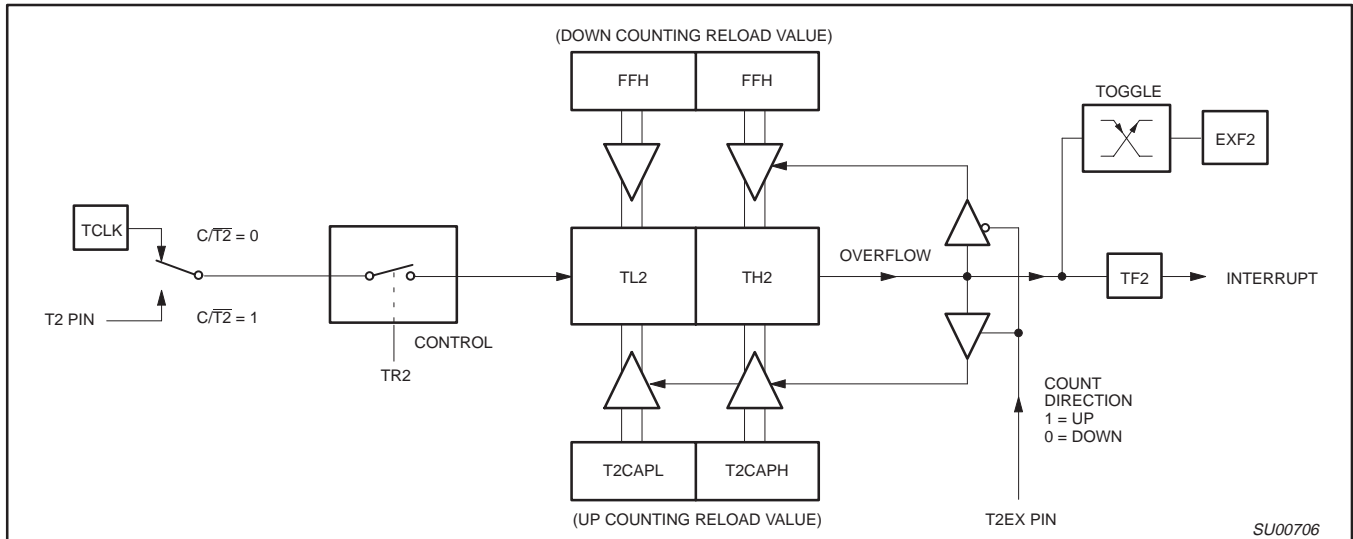 (DOWN COUNTING RELOAD VALUE)
FFH
FFH
TOGGLE
EXF2
TCLK
C/T2 = 0
TL2
TH2
OVERFLOW
TF2
INTERRUPT
T2 PIN
C/T2 = 1
CONTROL
TR2
COUNT
DIRECTION
1 = UP
0 = DOWN
T2CAPL
T2CAPH
(UP COUNTING RELOAD VALUE)
T2EX PIN
SU00706